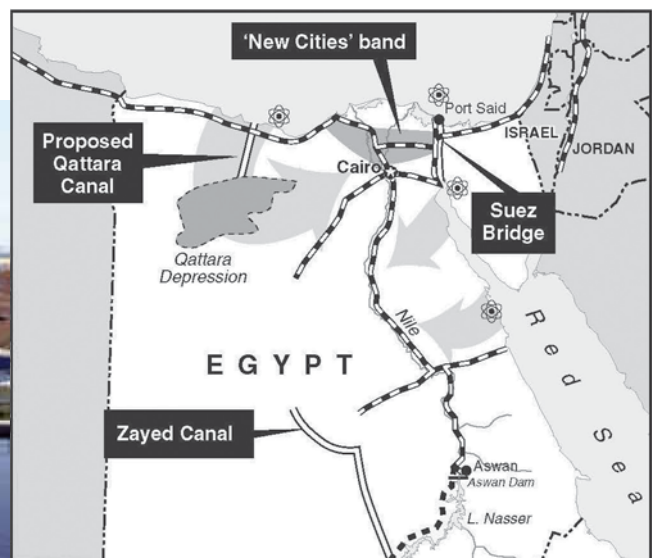 'New Cities' band
Port Said
ISRAEL
JORDAN
Proposed
Qattara
Canal
Cairo
Suez
Bridge
Qattara
Depression
Nile
Red Sea
EGYPT
Zayed Canal
Aswan
Aswan Dam
L. Nasser